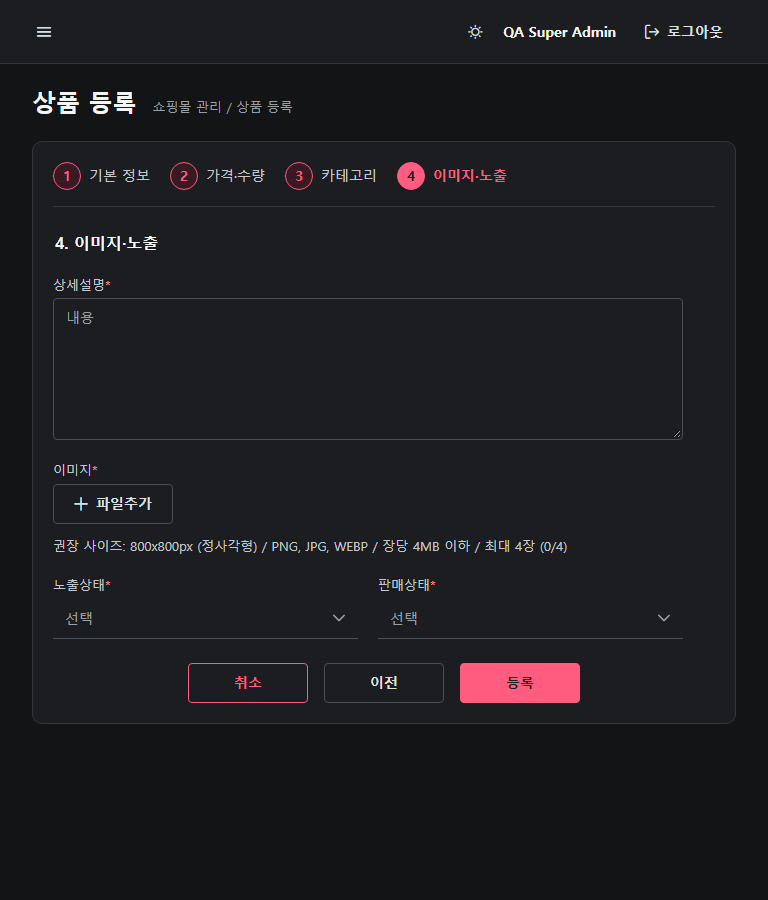 QA Super Admin 로그아웃
상품 등록 쇼핑몰 관리 / 상품 등록
1 기본 정보 2 가격·수량 3 카테고리 4 이미지·노출
4. 이미지·노출
상세설명*
내용
이미지*
파일추가
권장 사이즈: 800x800px (정사각형) / PNG, JPG, WEBP / 장당 4MB 이하 / 최대 4장 (0/4)
노출상태* 판매상태*
선택 선택
취소 이전 등록